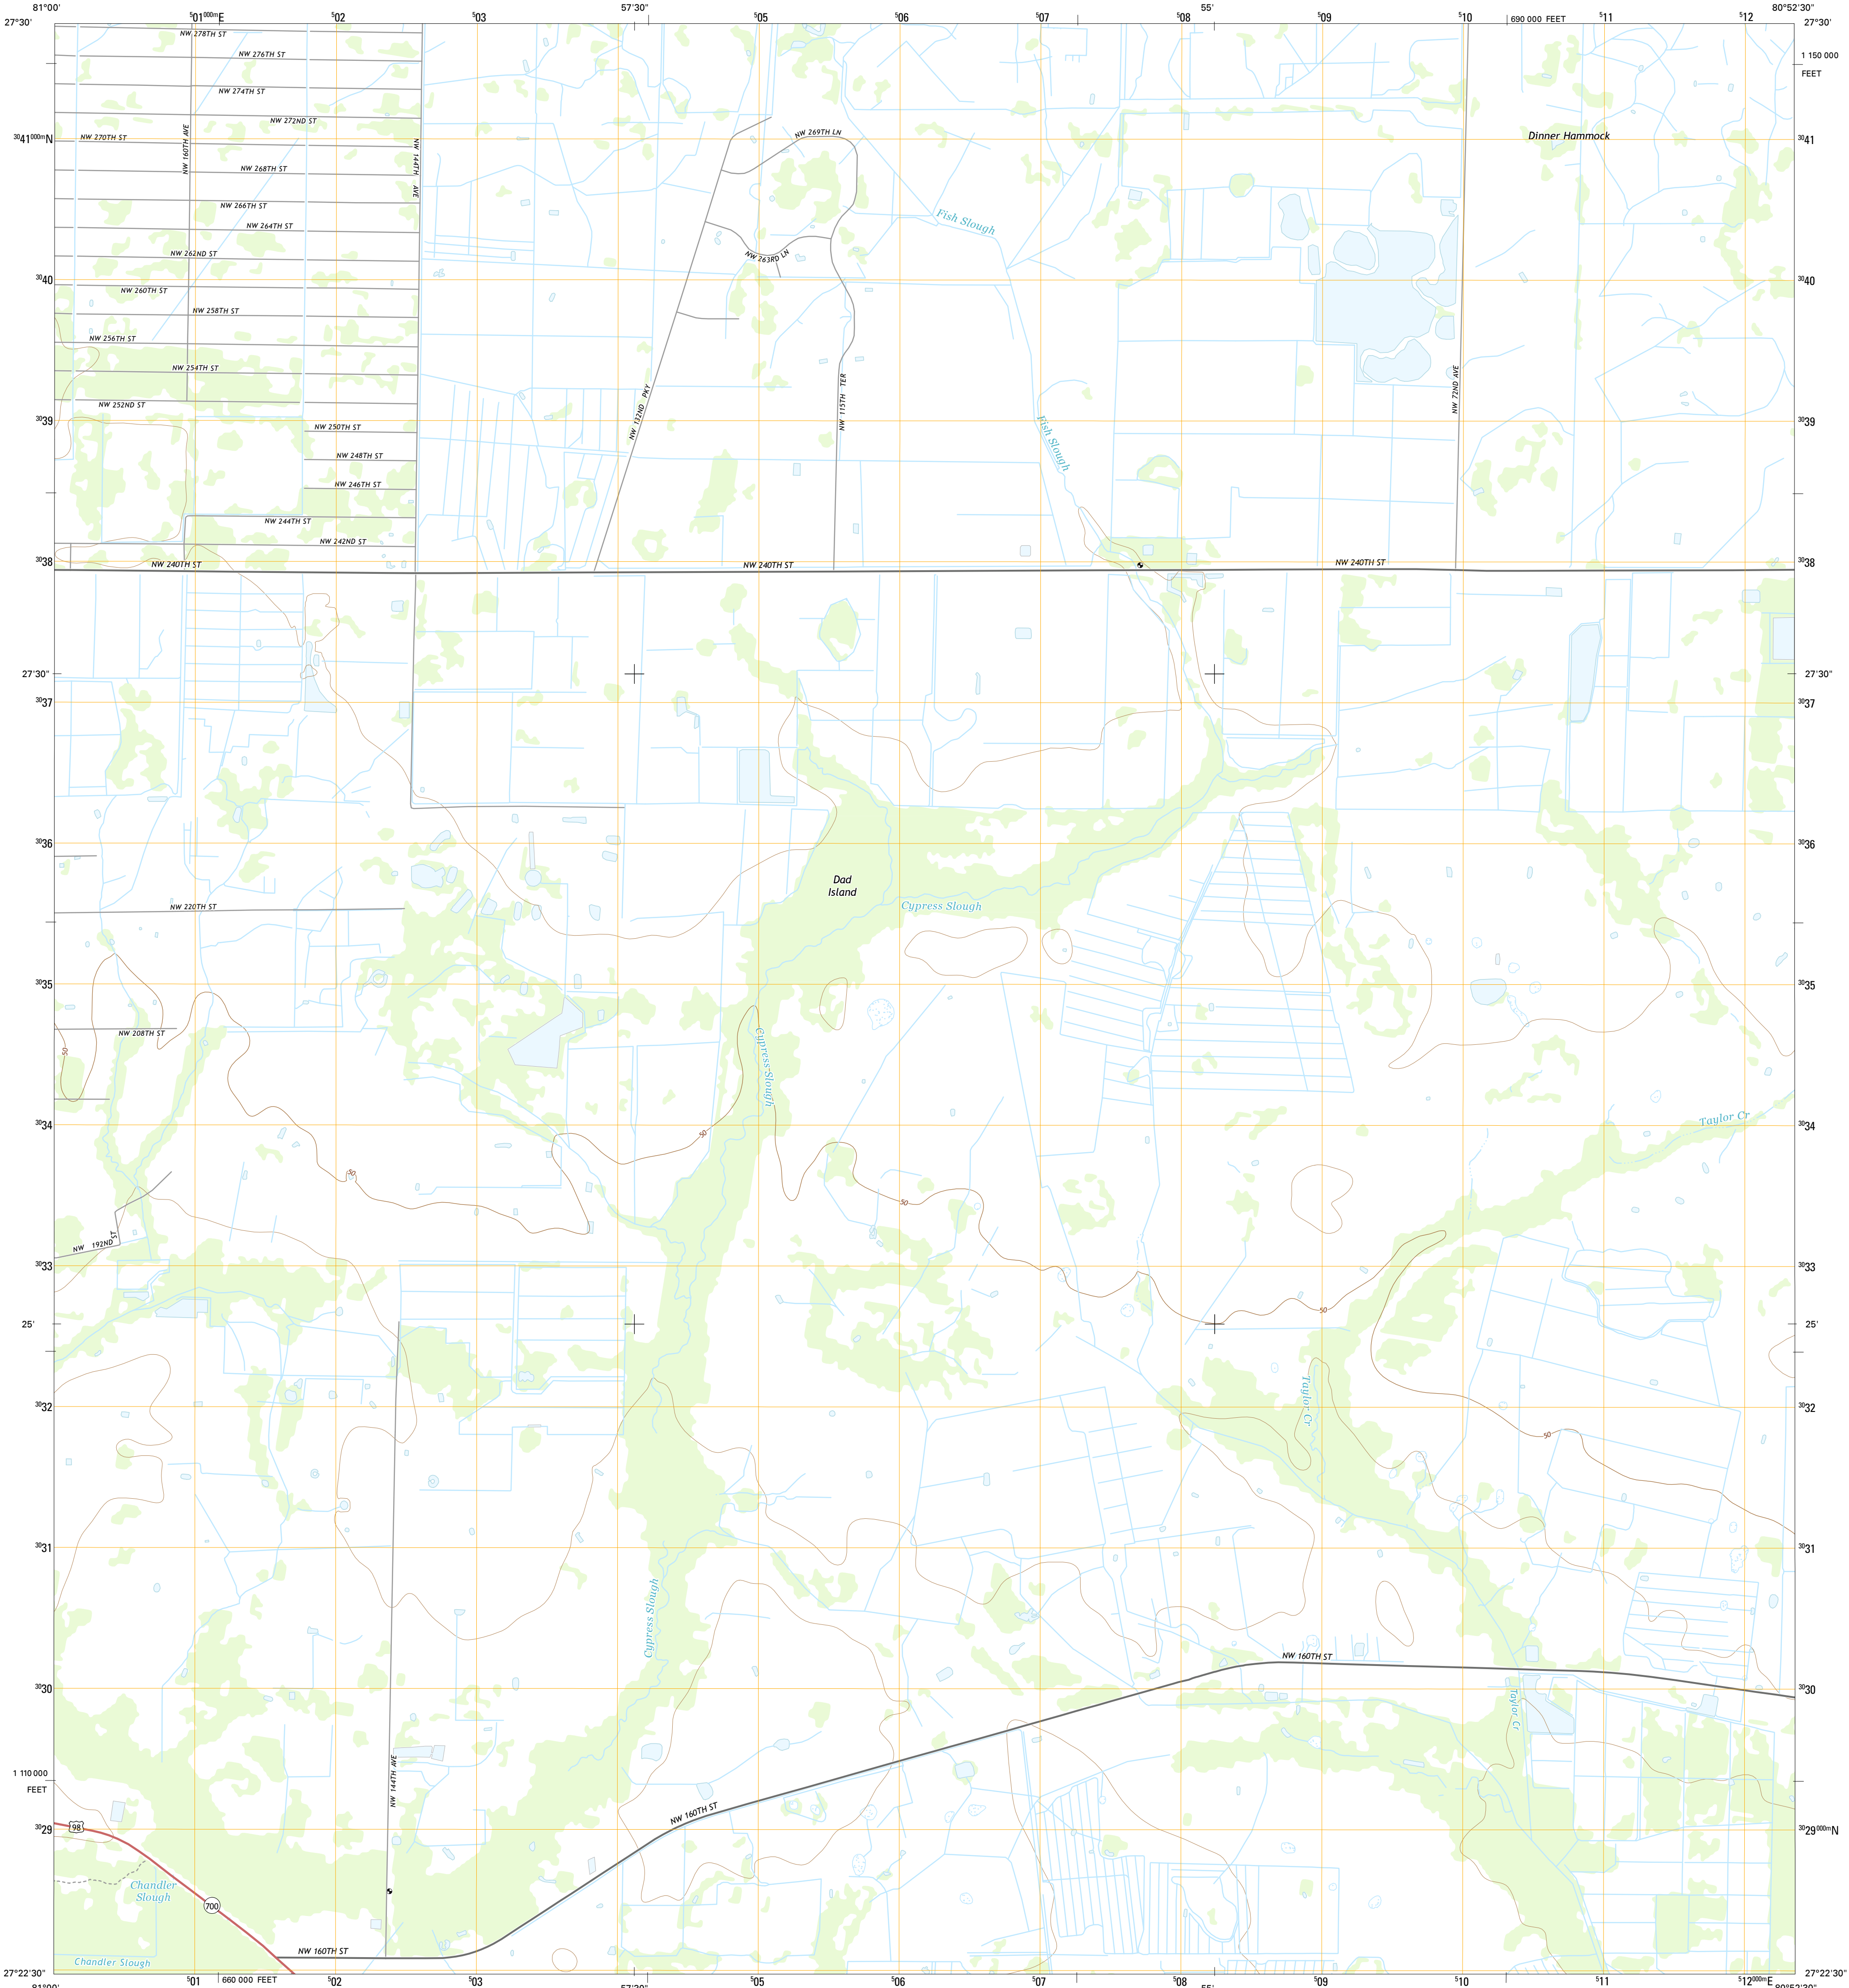 81°00'
501000mE
502
503
57'30"
505
506
507
55'
508
509
510
690 000 FEET
511
512
80°52'30"
27°30'
27°30'
1 150 000
FEET
NW 278TH ST
NW 276TH ST
NW 274TH ST
NW 272ND ST
3041000mN
NW 270TH ST
NW 160TH AVE
NW 144TH AVE
NW 269TH LN
Dinner Hammock
3041
NW 268TH ST
NW 266TH ST
NW 264TH ST
Fish Slough
NW 262ND ST
NW 263RD LN
3040
NW 260TH ST
3040
NW 258TH ST
NW 256TH ST
NW 254TH ST
NW 252ND ST
NW 132ND PKY
NW 115TH TER
NW 72ND AVE
3039
3039
NW 250TH ST
Fish Slough
NW 248TH ST
NW 246TH ST
NW 244TH ST
NW 242ND ST
3038
NW 240TH ST
NW 240TH ST
NW 240TH ST
3038
27'30"
27'30"
3037
3037
3036
3036
Dad
Island
NW 220TH ST
Cypress Slough
3035
3035
NW 208TH ST
50
Cypress Slough
3034
50
Taylor Cr
3034
50
50
NW 192ND ST
3033
3033
50
25'
25'
3032
Taylor Cr
3032
50
3031
3031
Cypress Slough
NW 160TH ST
3030
Taylor Cr
3030
NW 144TH AVE
1 110 000
FEET
NW 160TH ST
3029
98
3029000mN
Chandler
Slough
700
NW 160TH ST
Chandler Slough
27°22'30"
27°22'30"
81°00'
501
660 000 FEET
502
503
57'30"
505
506
507
508
55'
509
510
511
512000mE
80°52'30"